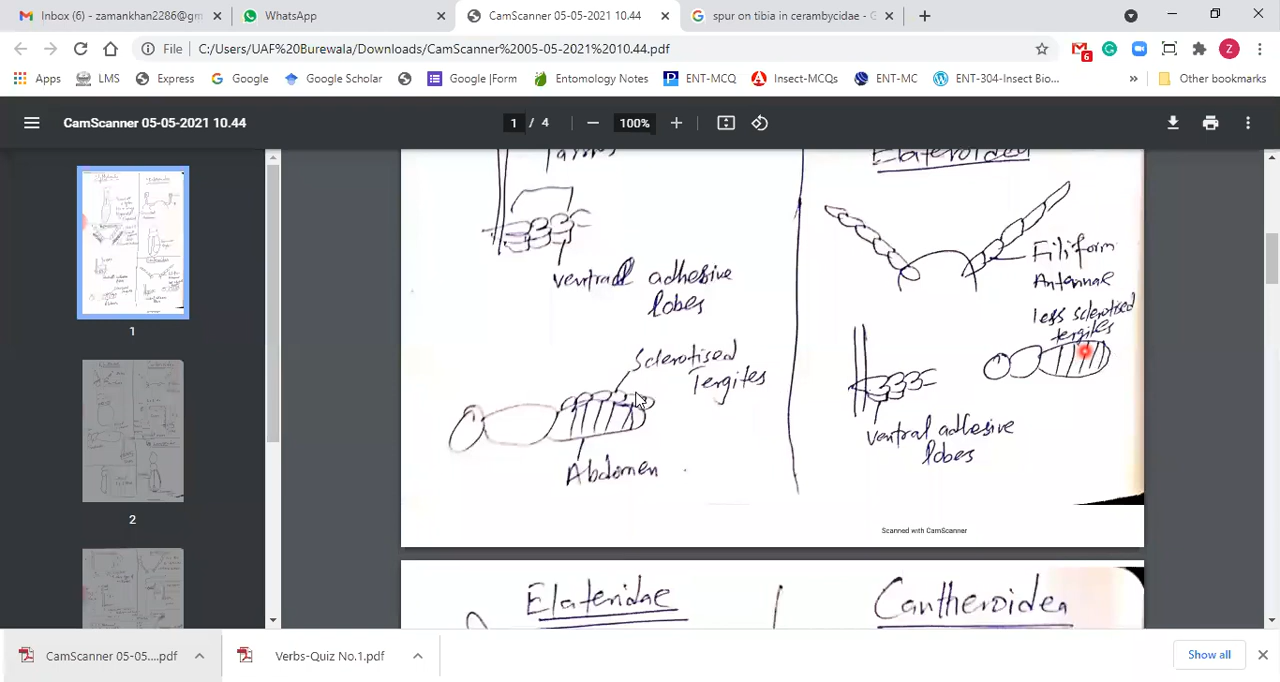 Inbox (6) - zamankhan2286@gm
WhatsApp
CamScanner 05-05-2021 10.44
spur on tibia in cerambycidae - G
File
C:/Users/UAF%20Burewala/Downloads/CamScanner%2005-05-2021%2010.44.pdf
6
Z
Apps
LMS
Express
Google
Google Scholar
Google |Form
Entomology Notes
ENT-MCQ
Insect-MCQs
ENT-MC
ENT-304-Insect Bio...
»
Other bookmarks
CamScanner 05-05-2021 10.44
1 / 4
100%
1
2
Tarsus
ventral adhesive
lobes
Sclerotised
Tergites
Abdomen
Elateroidea
Filiform
Antennae
less sclerotised
tergites
ventral adhesive
lobes
Scanned with CamScanner
Elateridae
Cantheroidea
CamScanner 05-05....pdf
Verbs-Quiz No.1.pdf
Show all